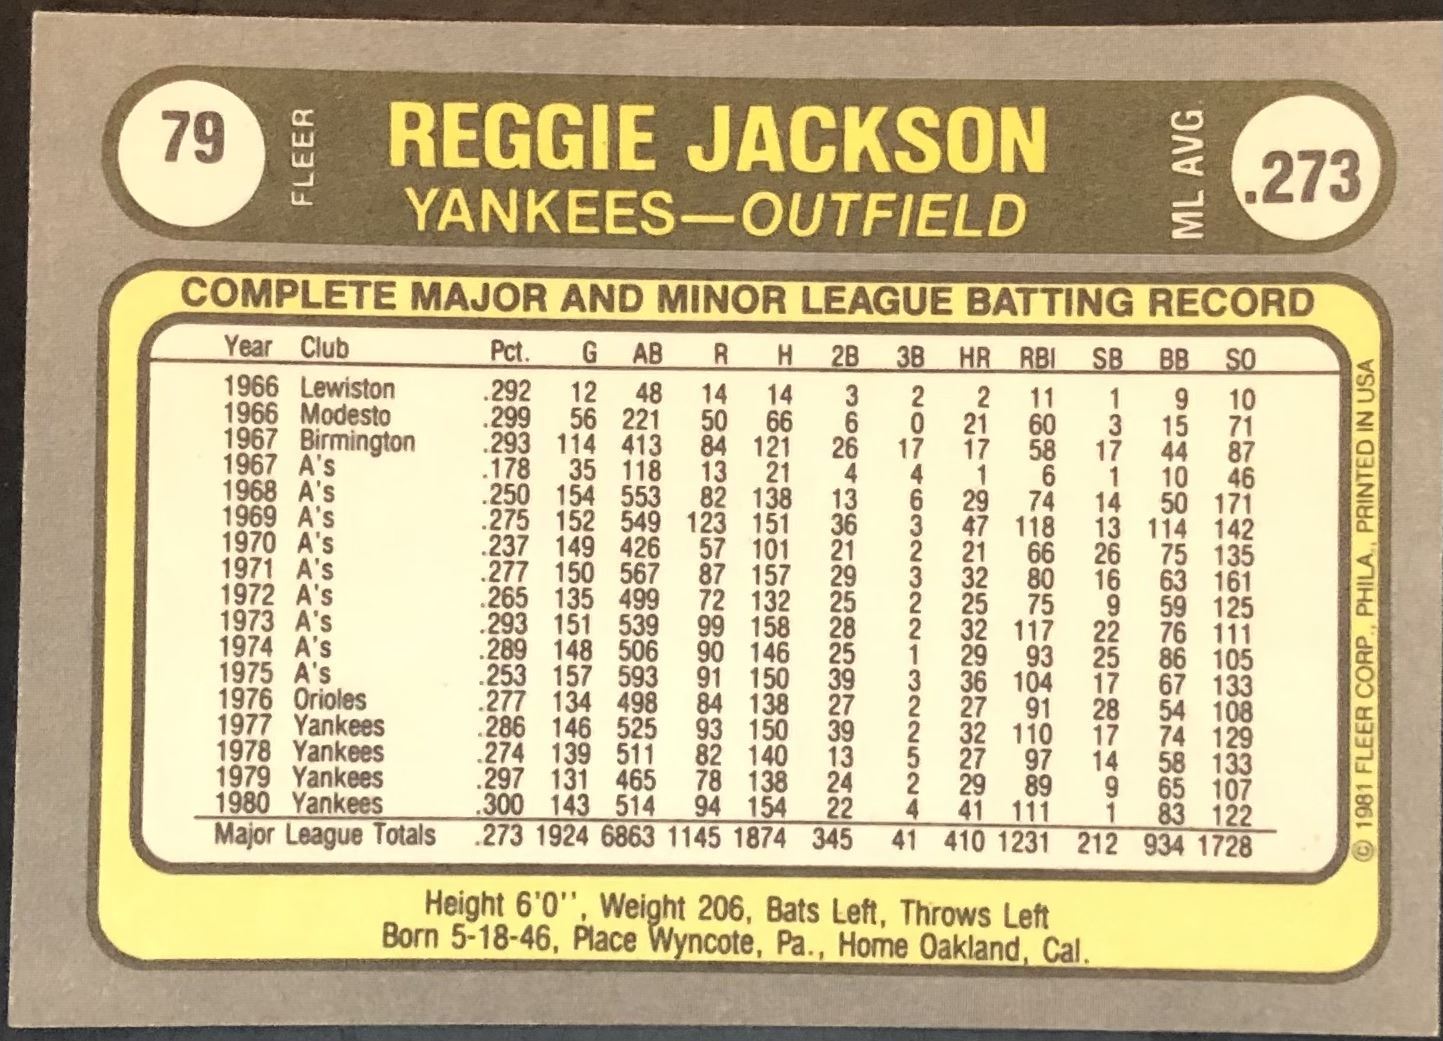 79 FLEER REGGIE JACKSON ML AVG. .273
YANKEES—OUTFIELD
COMPLETE MAJOR AND MINOR LEAGUE BATTING RECORD
Year Club Pct. G AB R H 2B 3B HR RBI SB BB SO
1966 Lewiston .292 12 48 14 14 3 2 2 11 1 9 10
1966 Modesto .299 56 221 50 66 6 0 21 60 3 15 71
1967 Birmington .293 114 413 84 121 26 17 17 58 17 44 87
1967 A's .178 35 118 13 21 4 4 1 6 1 10 46
1968 A's .250 154 553 82 138 13 6 29 74 14 50 171
1969 A's .275 152 549 123 151 36 3 47 118 13 114 142
1970 A's .237 149 426 57 101 21 2 21 66 26 75 135
1971 A's .277 150 567 87 157 29 3 32 80 16 63 161
1972 A's .265 135 499 72 132 25 2 25 75 9 59 125
1973 A's .293 151 539 99 158 28 2 32 117 22 76 111
1974 A's .289 148 506 90 146 25 1 29 93 25 86 105
1975 A's .253 157 593 91 150 39 3 36 104 17 67 133
1976 Orioles .277 134 498 84 138 27 2 27 91 28 54 108
1977 Yankees .286 146 525 93 150 39 2 32 110 17 74 129
1978 Yankees .274 139 511 82 140 13 5 27 97 14 58 133
1979 Yankees .297 131 465 78 138 24 2 29 89 9 65 107
1980 Yankees .300 143 514 94 154 22 4 41 111 1 83 122
Major League Totals .273 1924 6863 1145 1874 345 41 410 1231 212 934 1728
Height 6'0'', Weight 206, Bats Left, Throws Left
Born 5-18-46, Place Wyncote, Pa., Home Oakland, Cal.
© 1981 FLEER CORP., PHILA., PRINTED IN USA